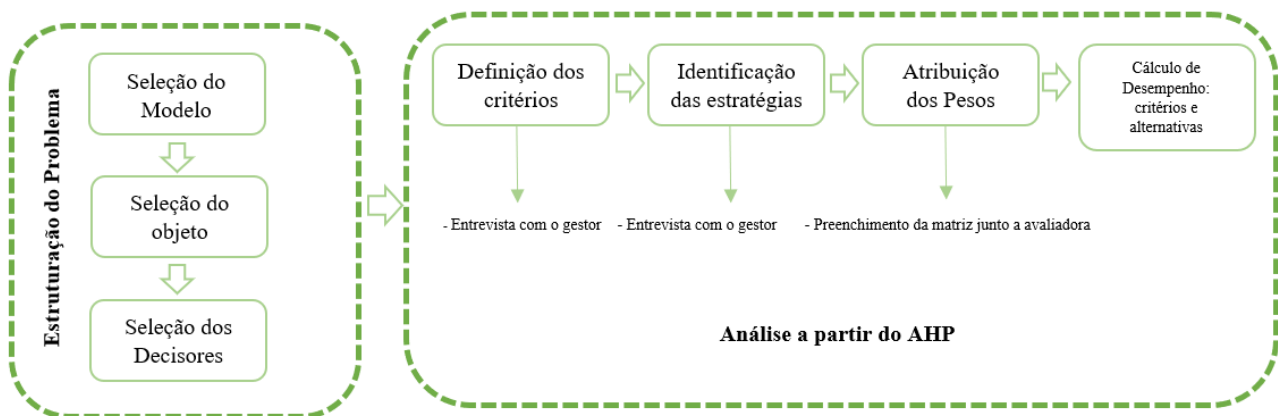 Estruturação do Problema
Seleção do
Modelo
Seleção do
objeto
Seleção dos
Decisores
Definição dos
critérios
Identificação
das estratégias
Atribuição
dos Pesos
Cálculo de
Desempenho:
critérios e
alternativas
- Entrevista com o gestor
- Entrevista com o gestor
- Preenchimento da matriz junto a avaliadora
Análise a partir do AHP